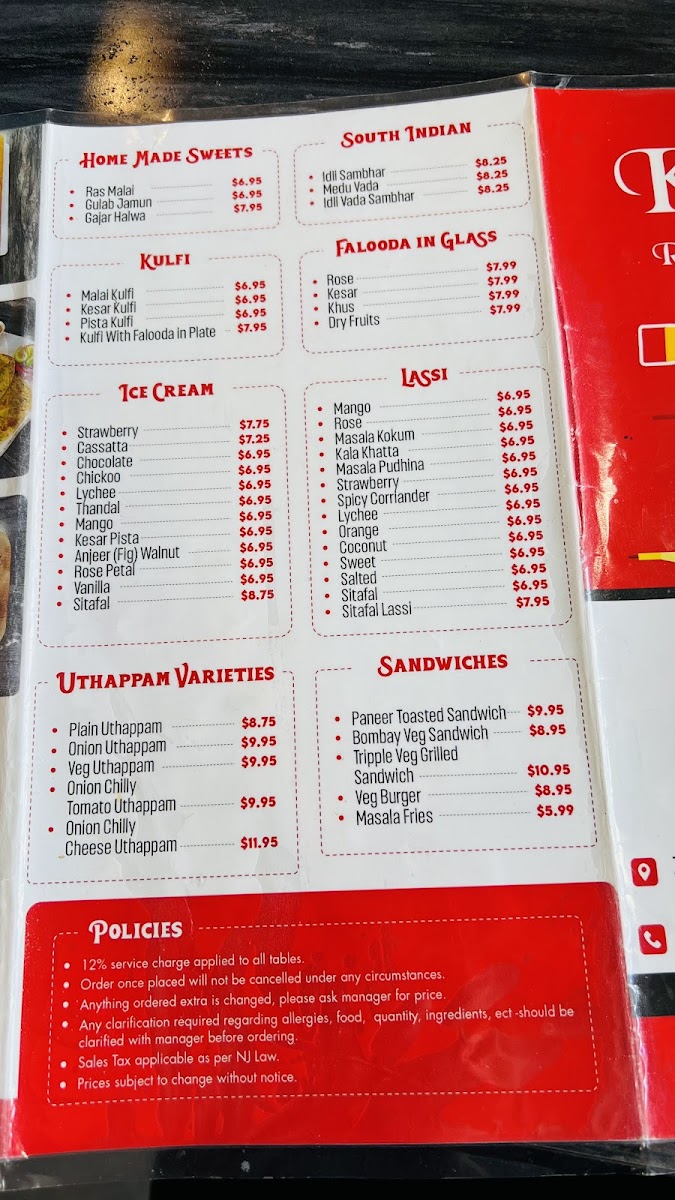 HOME MADE SWEETS
• Ras Malai $6.95
• Gulab Jamun $6.95
• Gajar Halwa $7.95
SOUTH INDIAN
• Idli Sambhar $8.25
• Medu Vada $8.25
• Idli Vada Sambhar $8.25
KULFI
• Malai Kulfi $6.95
• Kesar Kulfi $6.95
• Pista Kulfi $6.95
• Kulfi With Falooda in Plate $7.95
FALOODA IN GLASS
• Rose $7.99
• Kesar $7.99
• Khus $7.99
• Dry Fruits $7.99
ICE CREAM
• Strawberry $7.75
• Cassatta $7.25
• Chocolate $6.95
• Chickoo $6.95
• Lychee $6.95
• Thandai $6.95
• Mango $6.95
• Kesar Pista $6.95
• Anjeer (Fig) Walnut $6.95
• Rose Petal $6.95
• Vanilla $6.95
• Sitafal $8.75
LASSI
• Mango $6.95
• Rose $6.95
• Masala Kokum $6.95
• Kala Khatta $6.95
• Masala Pudhina $6.95
• Strawberry $6.95
• Spicy Corriander $6.95
• Lychee $6.95
• Orange $6.95
• Coconut $6.95
• Sweet $6.95
• Salted $6.95
• Sitafal $6.95
• Sitafal Lassi $7.95
UTHAPPAM VARIETIES
• Plain Uthappam $8.75
• Onion Uthappam $9.95
• Veg Uthappam $9.95
• Onion Chilly
Tomato Uthappam $9.95
• Onion Chilly
Cheese Uthappam $11.95
SANDWICHES
• Paneer Toasted Sandwich $9.95
• Bombay Veg Sandwich $8.95
• Tripple Veg Grilled
Sandwich $10.95
• Veg Burger $8.95
• Masala Fries $5.99
POLICIES
• 12% service charge applied to all tables.
• Order once placed will not be cancelled under any circumstances.
• Anything ordered extra is changed, please ask manager for price.
• Any clarification required regarding allergies, food, quantity, ingredients, ect -should be
clarified with manager before ordering.
• Sales Tax applicable as per NJ Law.
• Prices subject to change without notice.